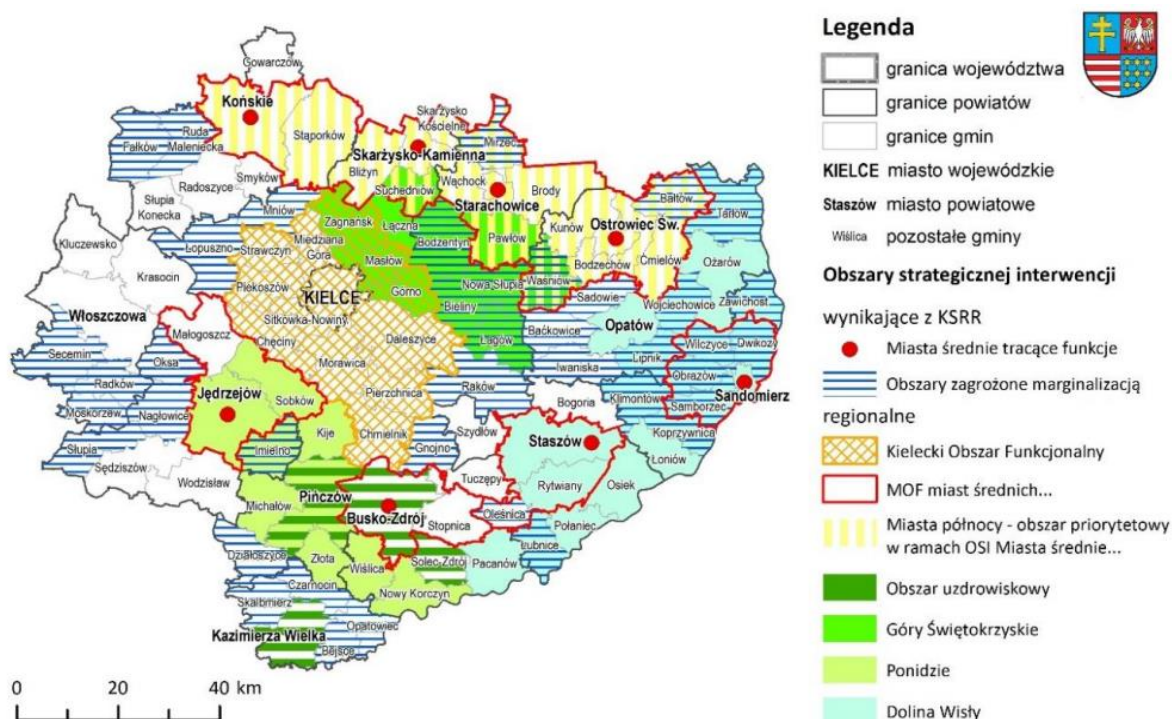 Gowarczów
Końskie
Stąporków
Skarżysko
Kościelne
Ruda
Maleniecka
Fałków
Skarżysko-Kamienna
Mirzec
Bliżyn
Smyków
Radoszyce
Suchedniów
Wąchock
Brody
Słupia
Konecka
Mniów
Zagnańsk
Łączna
Starachowice
Bałtów
Tarłów
Kluczewsko
Łopuszno
Strawczyn
Miedziana
Góra
Bodzentyn
Pawłów
Kunów
Ostrowiec Św.
Masłów
Krasocin
Piekoszów
KIELCE
Górno
Nowa Słupia
Waśniów
Bodzechów
Ćmielów
Ożarów
Bieliny
Sadowie
Wojciechowice
Zawichost
Włoszczowa
Małogoszcz
Sitkówka-Nowiny
Chęciny
Daleszyce
Łagów
Baćkowice
Opatów
Secemin
Oksa
Morawica
Iwaniska
Lipnik
Wilczyce
Dwikozy
Radków
Jędrzejów
Sobków
Pierzchnica
Raków
Klimontów
Obrazów
Sandomierz
Moskorzew
Nagłowice
Bogoria
Samborzec
Słupia
Imielno
Kije
Chmielnik
Gnojno
Szydłów
Staszów
Koprzywnica
Sędziszów
Wodzisław
Tuczępy
Rytwiany
Osiek
Łoniów
Michałów
Pińczów
Busko-Zdrój
Stopnica
Oleśnica
Połaniec
Działoszyce
Złota
Wiślica
Solec-Zdrój
Pacanów
Łubnice
Czarnocin
Nowy Korczyn
Skalbmierz
Kazimierza Wielka
Opatowiec
Bejsce
0 20 40 km
Legenda
granica województwa
granice powiatów
granice gmin
KIELCE miasto wojewódzkie
Staszów miasto powiatowe
Wiślica pozostałe gminy
Obszary strategicznej interwencji
wynikające z KSRR
Miasta średnie tracące funkcje
Obszary zagrożone marginalizacją
regionalne
Kielecki Obszar Funkcjonalny
MOF miast średnich...
Miasta północy - obszar priorytetowy
w ramach OSI Miasta średnie...
Obszar uzdrowiskowy
Góry Świętokrzyskie
Ponidzie
Dolina Wisły